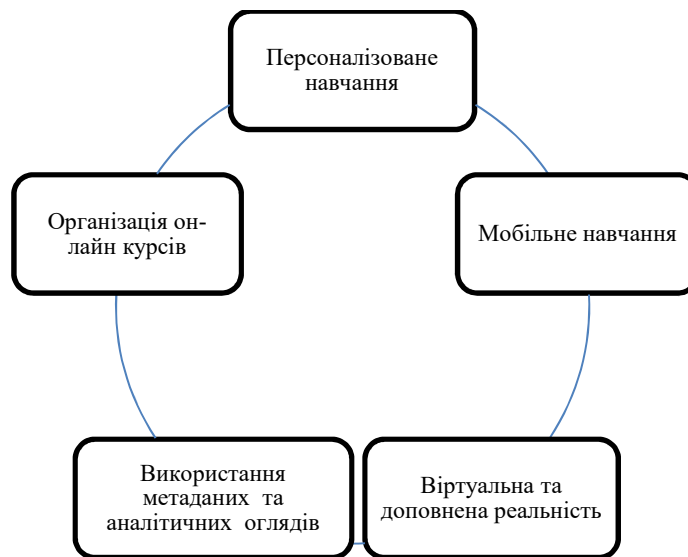 Персоналізоване
навчання
Організація он-
лайн курсів
Мобільне навчання
Використання
метаданих та
аналітичних оглядів
Віртуальна та
доповнена реальність